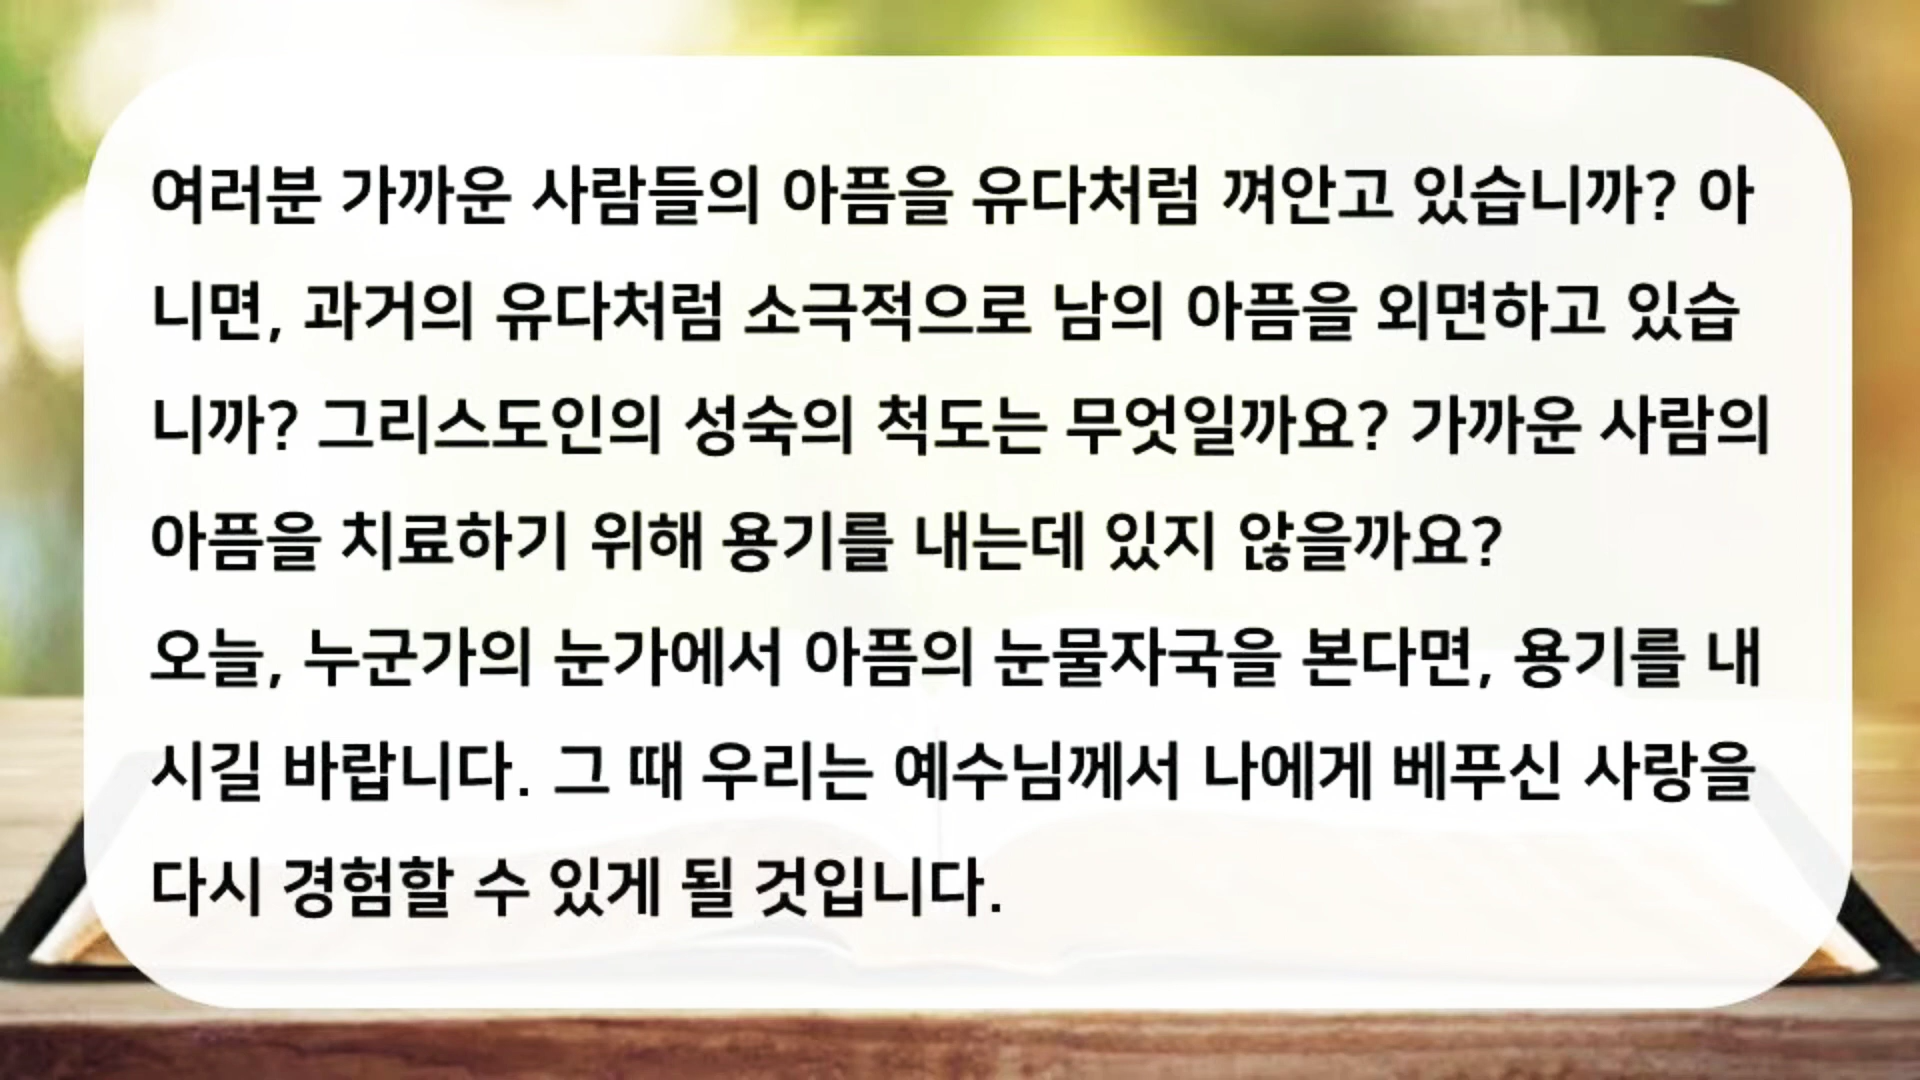 여러분 가까운 사람들의 아픔을 유다처럼 껴안고 있습니까? 아
니면, 과거의 유다처럼 소극적으로 남의 아픔을 외면하고 있습
니까? 그리스도인의 성숙의 척도는 무엇일까요? 가까운 사람의
아픔을 치료하기 위해 용기를 내는데 있지 않을까요?
오늘, 누군가의 눈가에서 아픔의 눈물자국을 본다면, 용기를 내
시길 바랍니다. 그 때 우리는 예수님께서 나에게 베푸신 사랑을
다시 경험할 수 있게 될 것입니다.